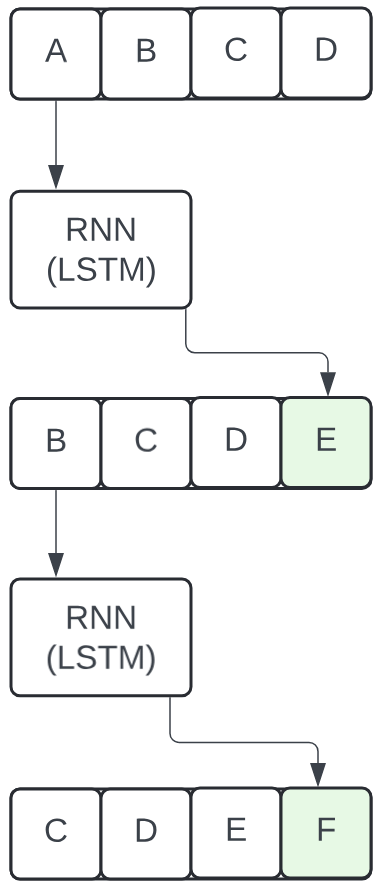 A B C D
RNN
(LSTM)
B C D E
RNN
(LSTM)
C D E F